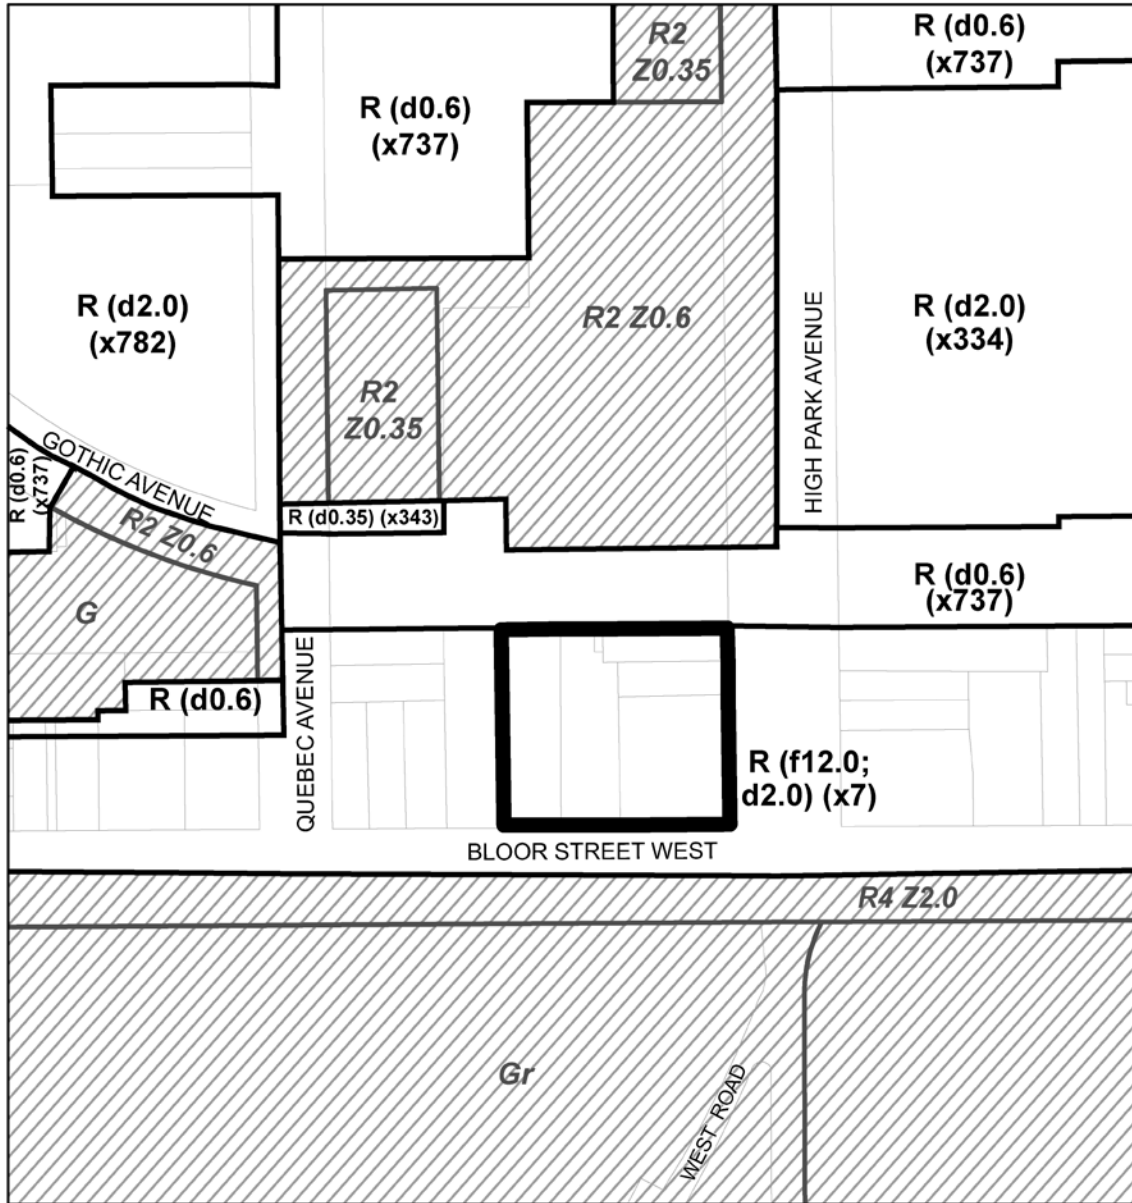 R2
Z0.35
R (d0.6)
(x737)
R (d0.6)
(x737)
R (d2.0)
(x782)
R2 Z0.6
HIGH PARK AVENUE
R (d2.0)
(x334)
R2
Z0.35
GOTHIC AVENUE
R (d0.6)
(x737)
R2 Z0.6
R (d0.35) (x343)
G
R (d0.6)
(x737)
R (d0.6)
QUEBEC AVENUE
R (f12.0;
d2.0) (x7)
BLOOR STREET WEST
R4 Z2.0
Gr
WEST ROAD